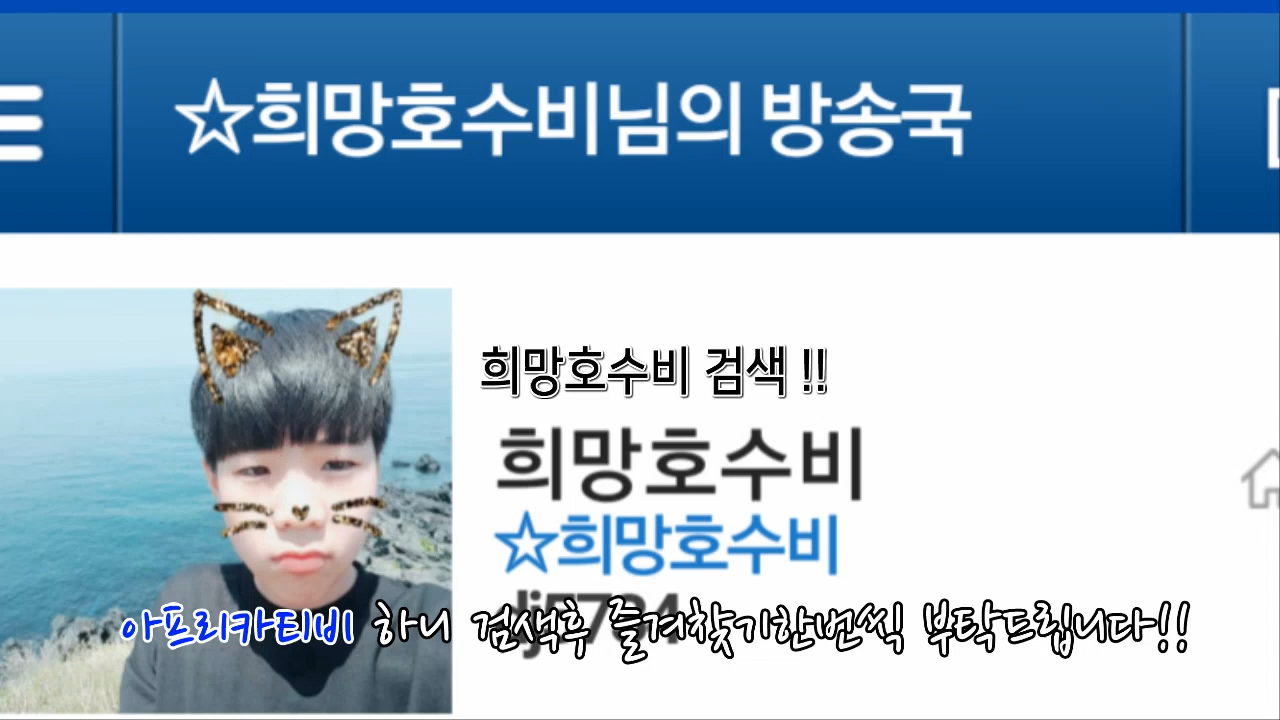 ☆희망호수비님의 방송국
희망호수비 검색 !!
희망호수비
☆희망호수비
아프리카티비 하니 검색후 즐겨찾기한번씩 부탁드립니다!!